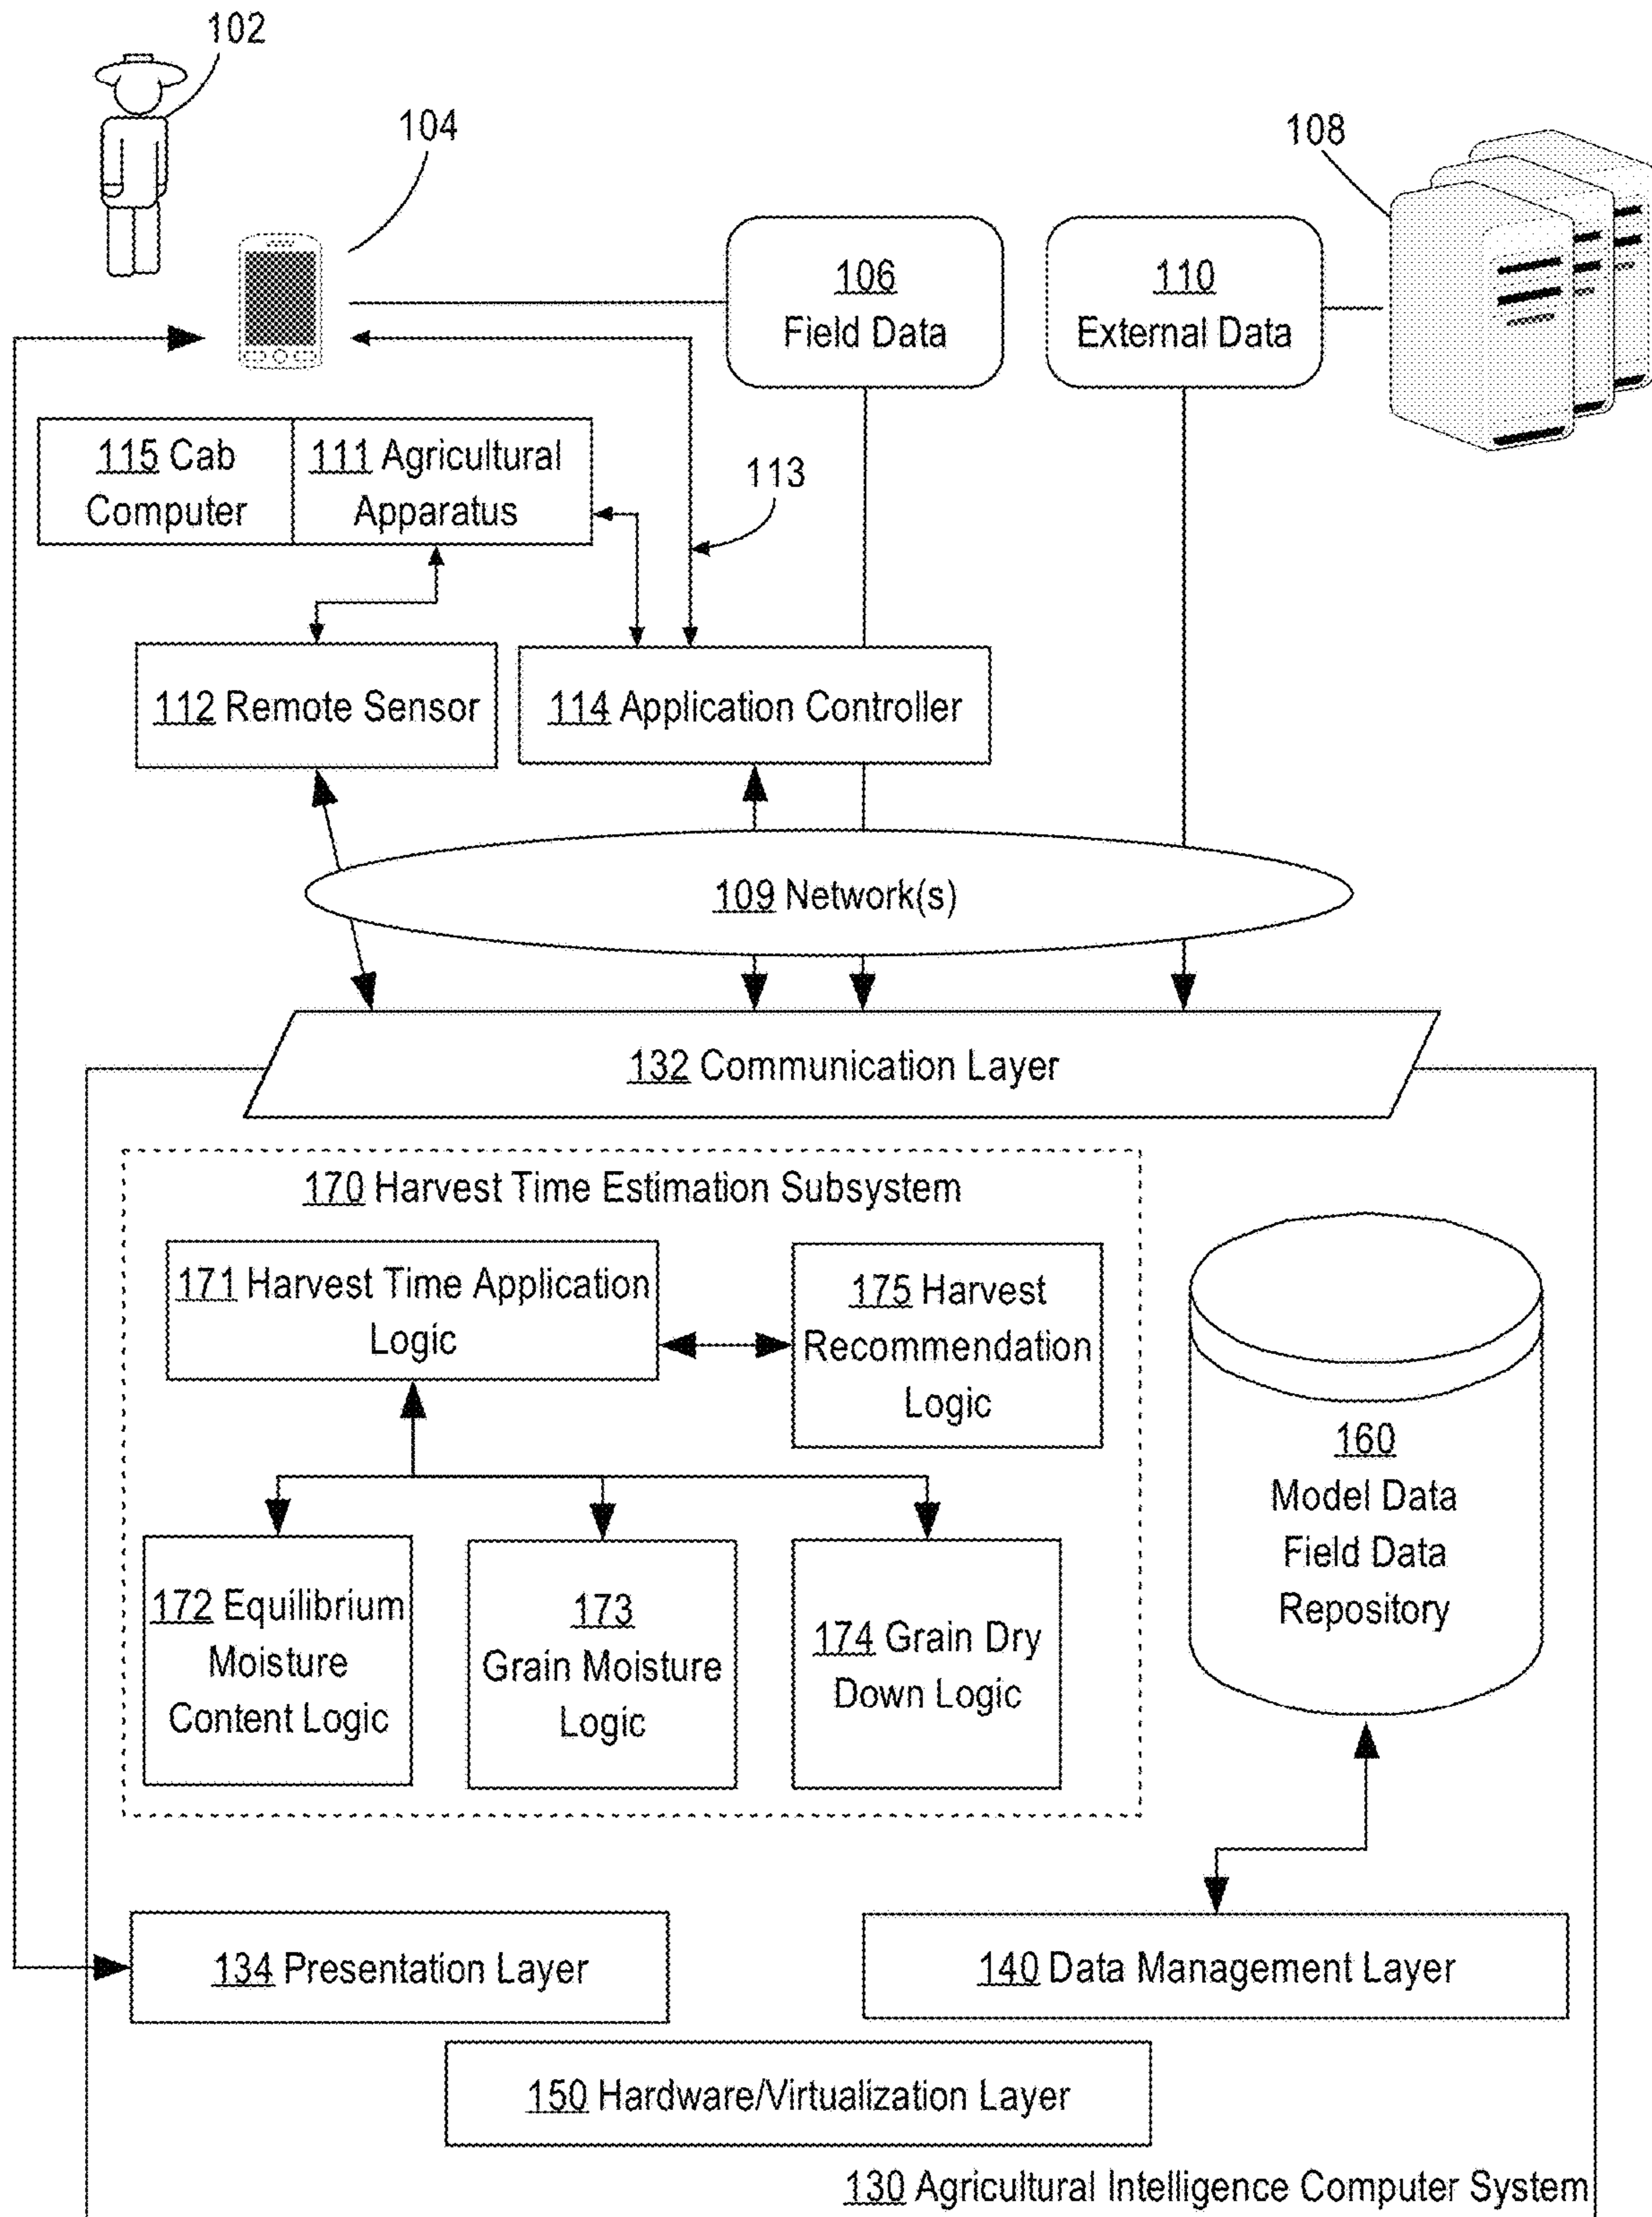 102
104
108
106
Field Data
110
External Data
115 Cab
Computer
111 Agricultural
Apparatus
113
112 Remote Sensor
114 Application Controller
109 Network(s)
132 Communication Layer
170 Harvest Time Estimation Subsystem
171 Harvest Time Application
Logic
175 Harvest
Recommendation
Logic
160
Model Data
Field Data
Repository
172 Equilibrium
Moisture
Content Logic
173
Grain Moisture
Logic
174 Grain Dry
Down Logic
134 Presentation Layer
140 Data Management Layer
150 Hardware/Virtualization Layer
130 Agricultural Intelligence Computer System